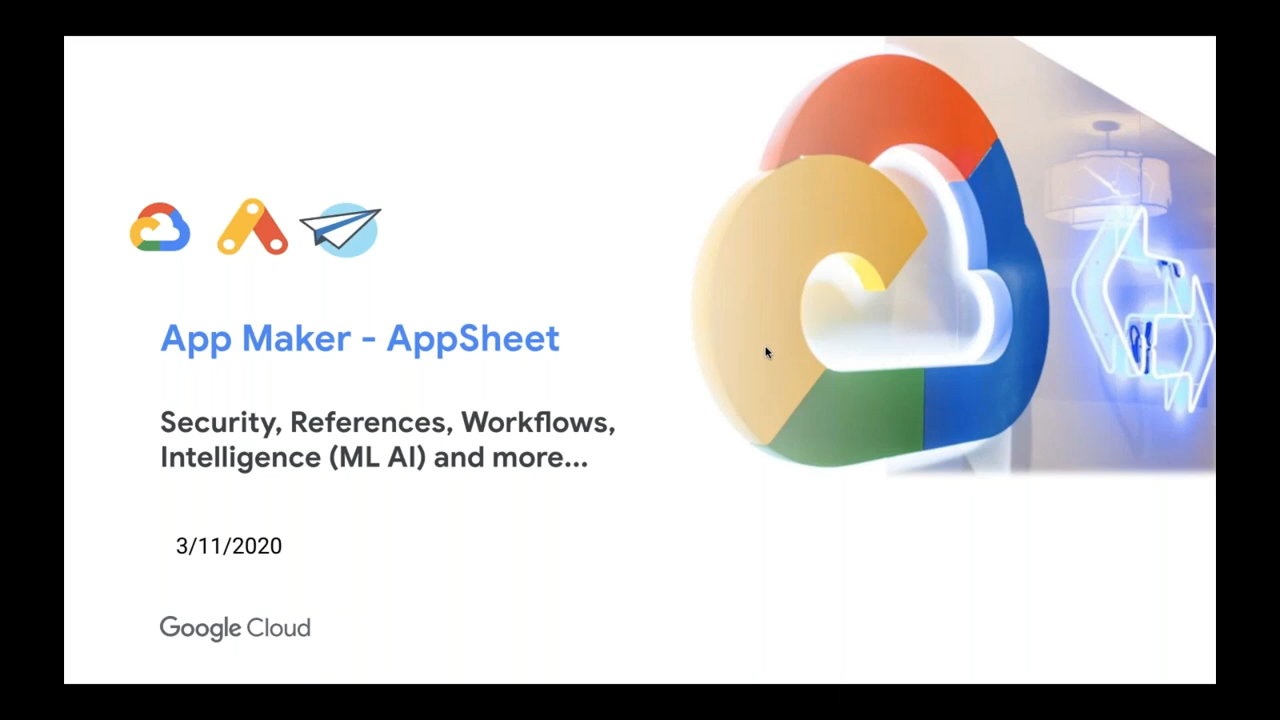 App Maker - AppSheet
Security, References, Workflows,
Intelligence (ML AI) and more...
3/11/2020
Google Cloud